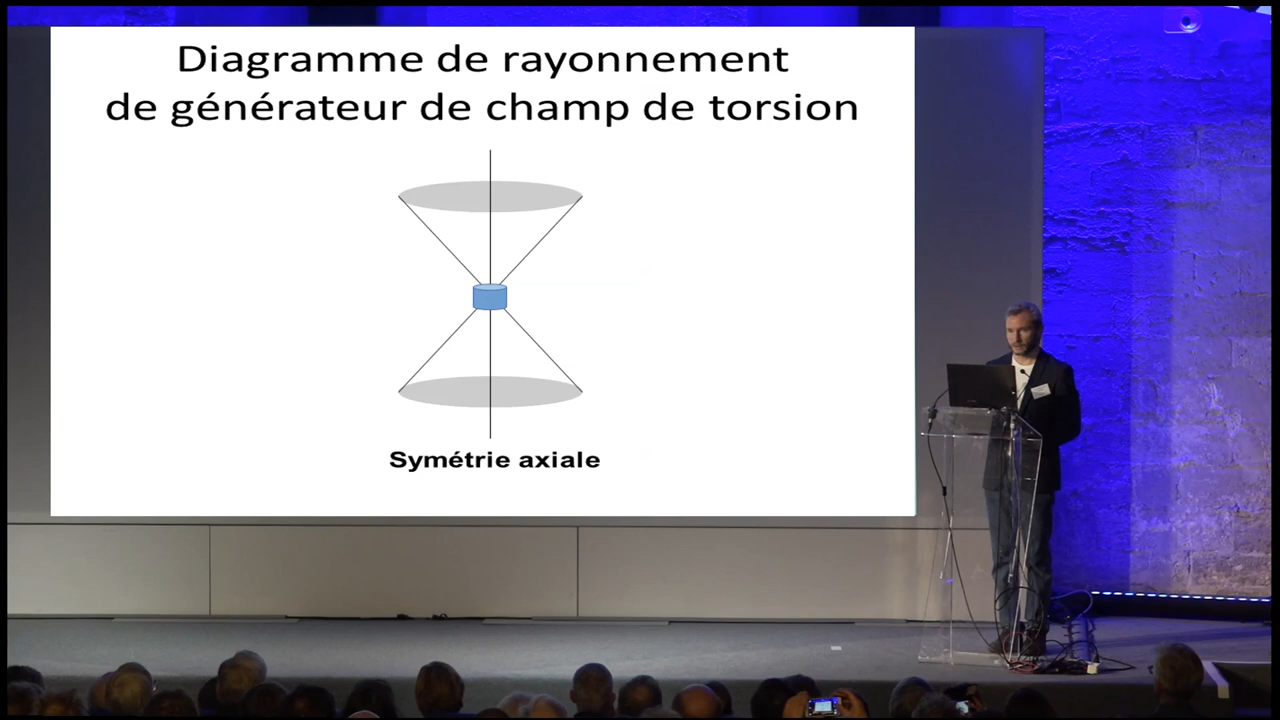 Diagramme de rayonnement
de générateur de champ de torsion
Symétrie axiale